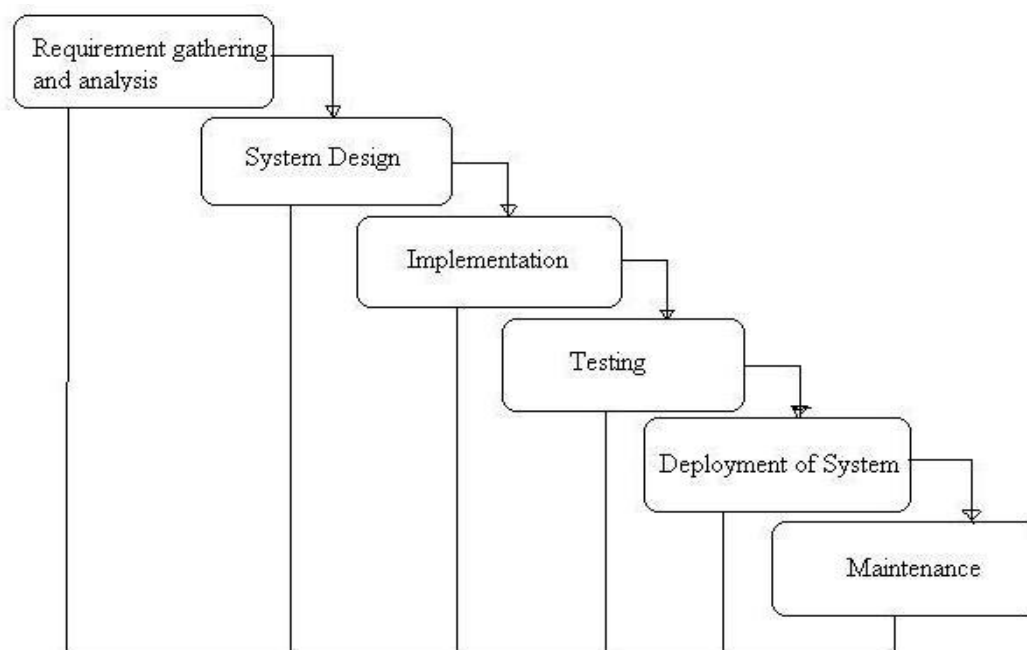 Requirement gathering
and analysis
System Design
Implementation
Testing
Deployment of System
Maintenance